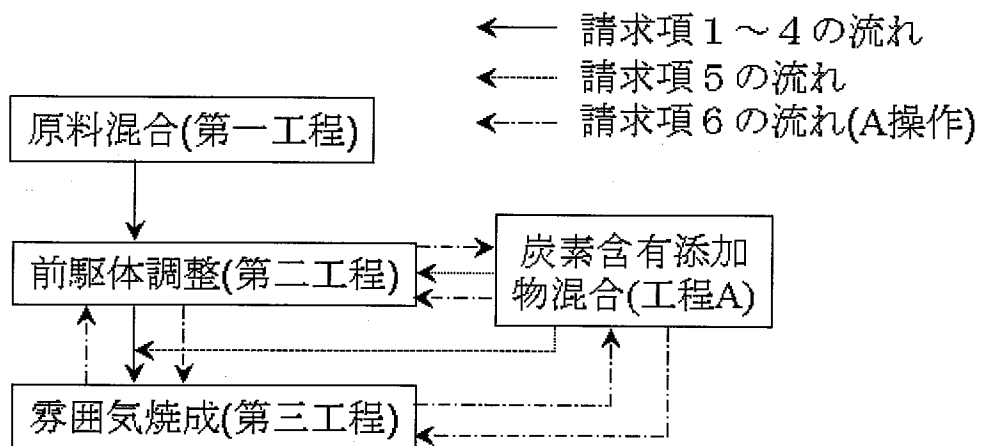 請求項1～4の流れ
請求項5の流れ
請求項6の流れ(A操作)
原料混合(第一工程)
前駆体調整(第二工程)
炭素含有添加
物混合(工程A)
雰囲気焼成(第三工程)